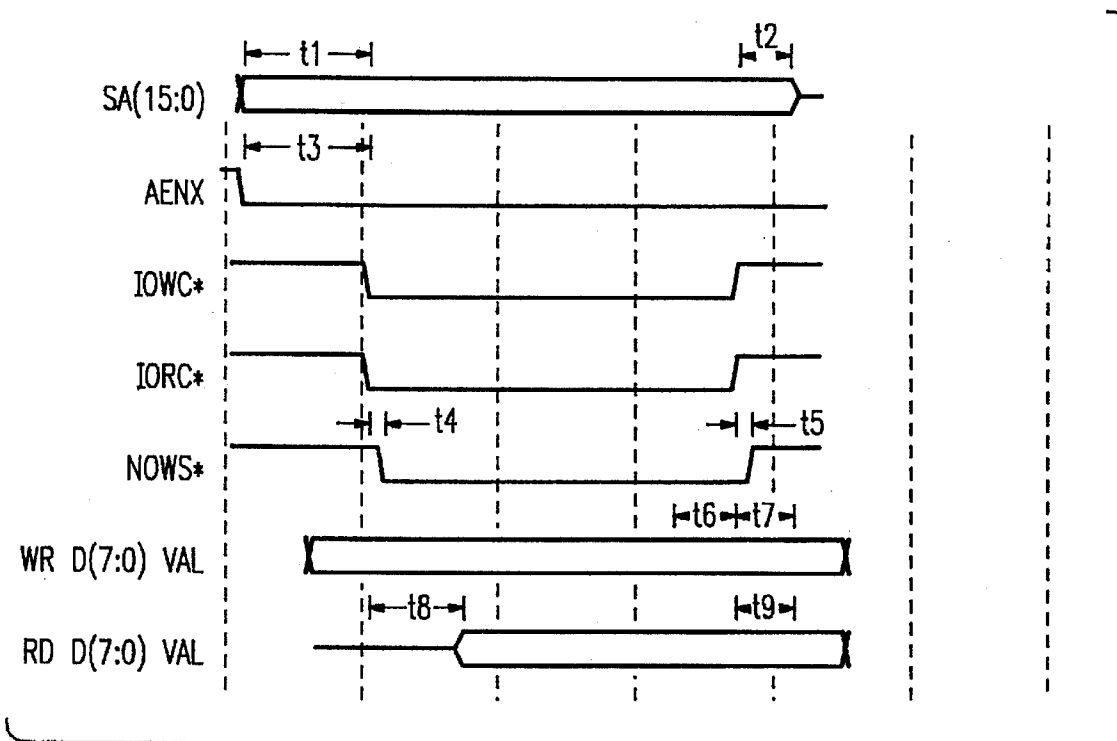 t1 t2
SA(15:0)
t3
AENX
IOWC*
IORC*
t4 t5
NOWS*
t6 t7
WR D(7:0) VAL
t8 t9
RD D(7:0) VAL